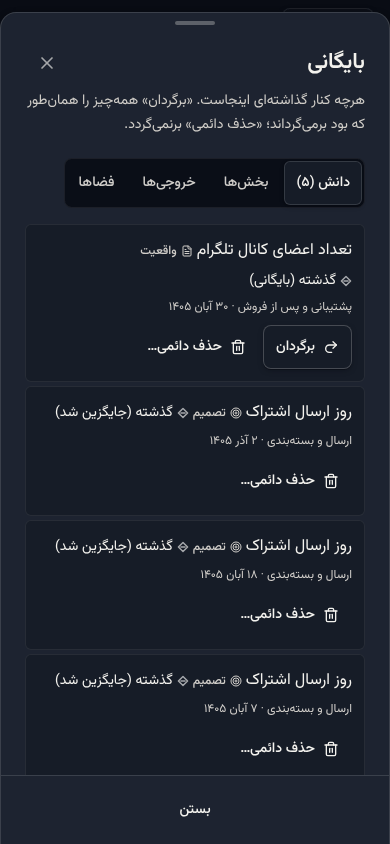 بایگانی
هرچه کنار گذاشته‌ای اینجاست. «برگردان» همه‌چیز را همان‌طور
که بود برمی‌گرداند؛ «حذف دائمی» برنمی‌گردد.
دانش (۵) بخش‌ها خروجی‌ها فضاها
تعداد اعضای کانال تلگرام واقعیت
گذشته (بایگانی)
پشتیبانی و پس از فروش · ۳۰ آبان ۱۴۰۵
برگردان حذف دائمی...
روز ارسال اشتراک تصمیم گذشته (جایگزین شد)
ارسال و بسته‌بندی · ۲ آذر ۱۴۰۵
حذف دائمی...
روز ارسال اشتراک تصمیم گذشته (جایگزین شد)
ارسال و بسته‌بندی · ۱۸ آبان ۱۴۰۵
حذف دائمی...
روز ارسال اشتراک تصمیم گذشته (جایگزین شد)
ارسال و بسته‌بندی · ۷ آبان ۱۴۰۵
حذف دائمی...
بستن